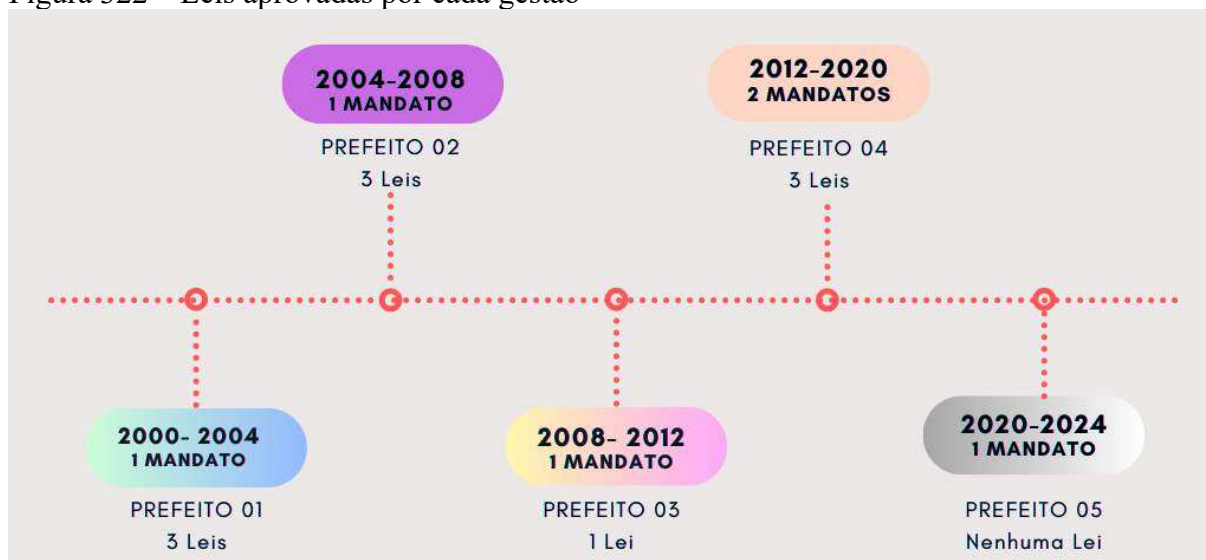 Figura 322 – Leis aprovadas por cada gestão
2004-2008
1 MANDATO
PREFEITO 02
3 Leis
2012-2020
2 MANDATOS
PREFEITO 04
3 Leis
2000- 2004
1 MANDATO
PREFEITO 01
3 Leis
2008- 2012
1 MANDATO
PREFEITO 03
1 Lei
2020-2024
1 MANDATO
PREFEITO 05
Nenhuma Lei